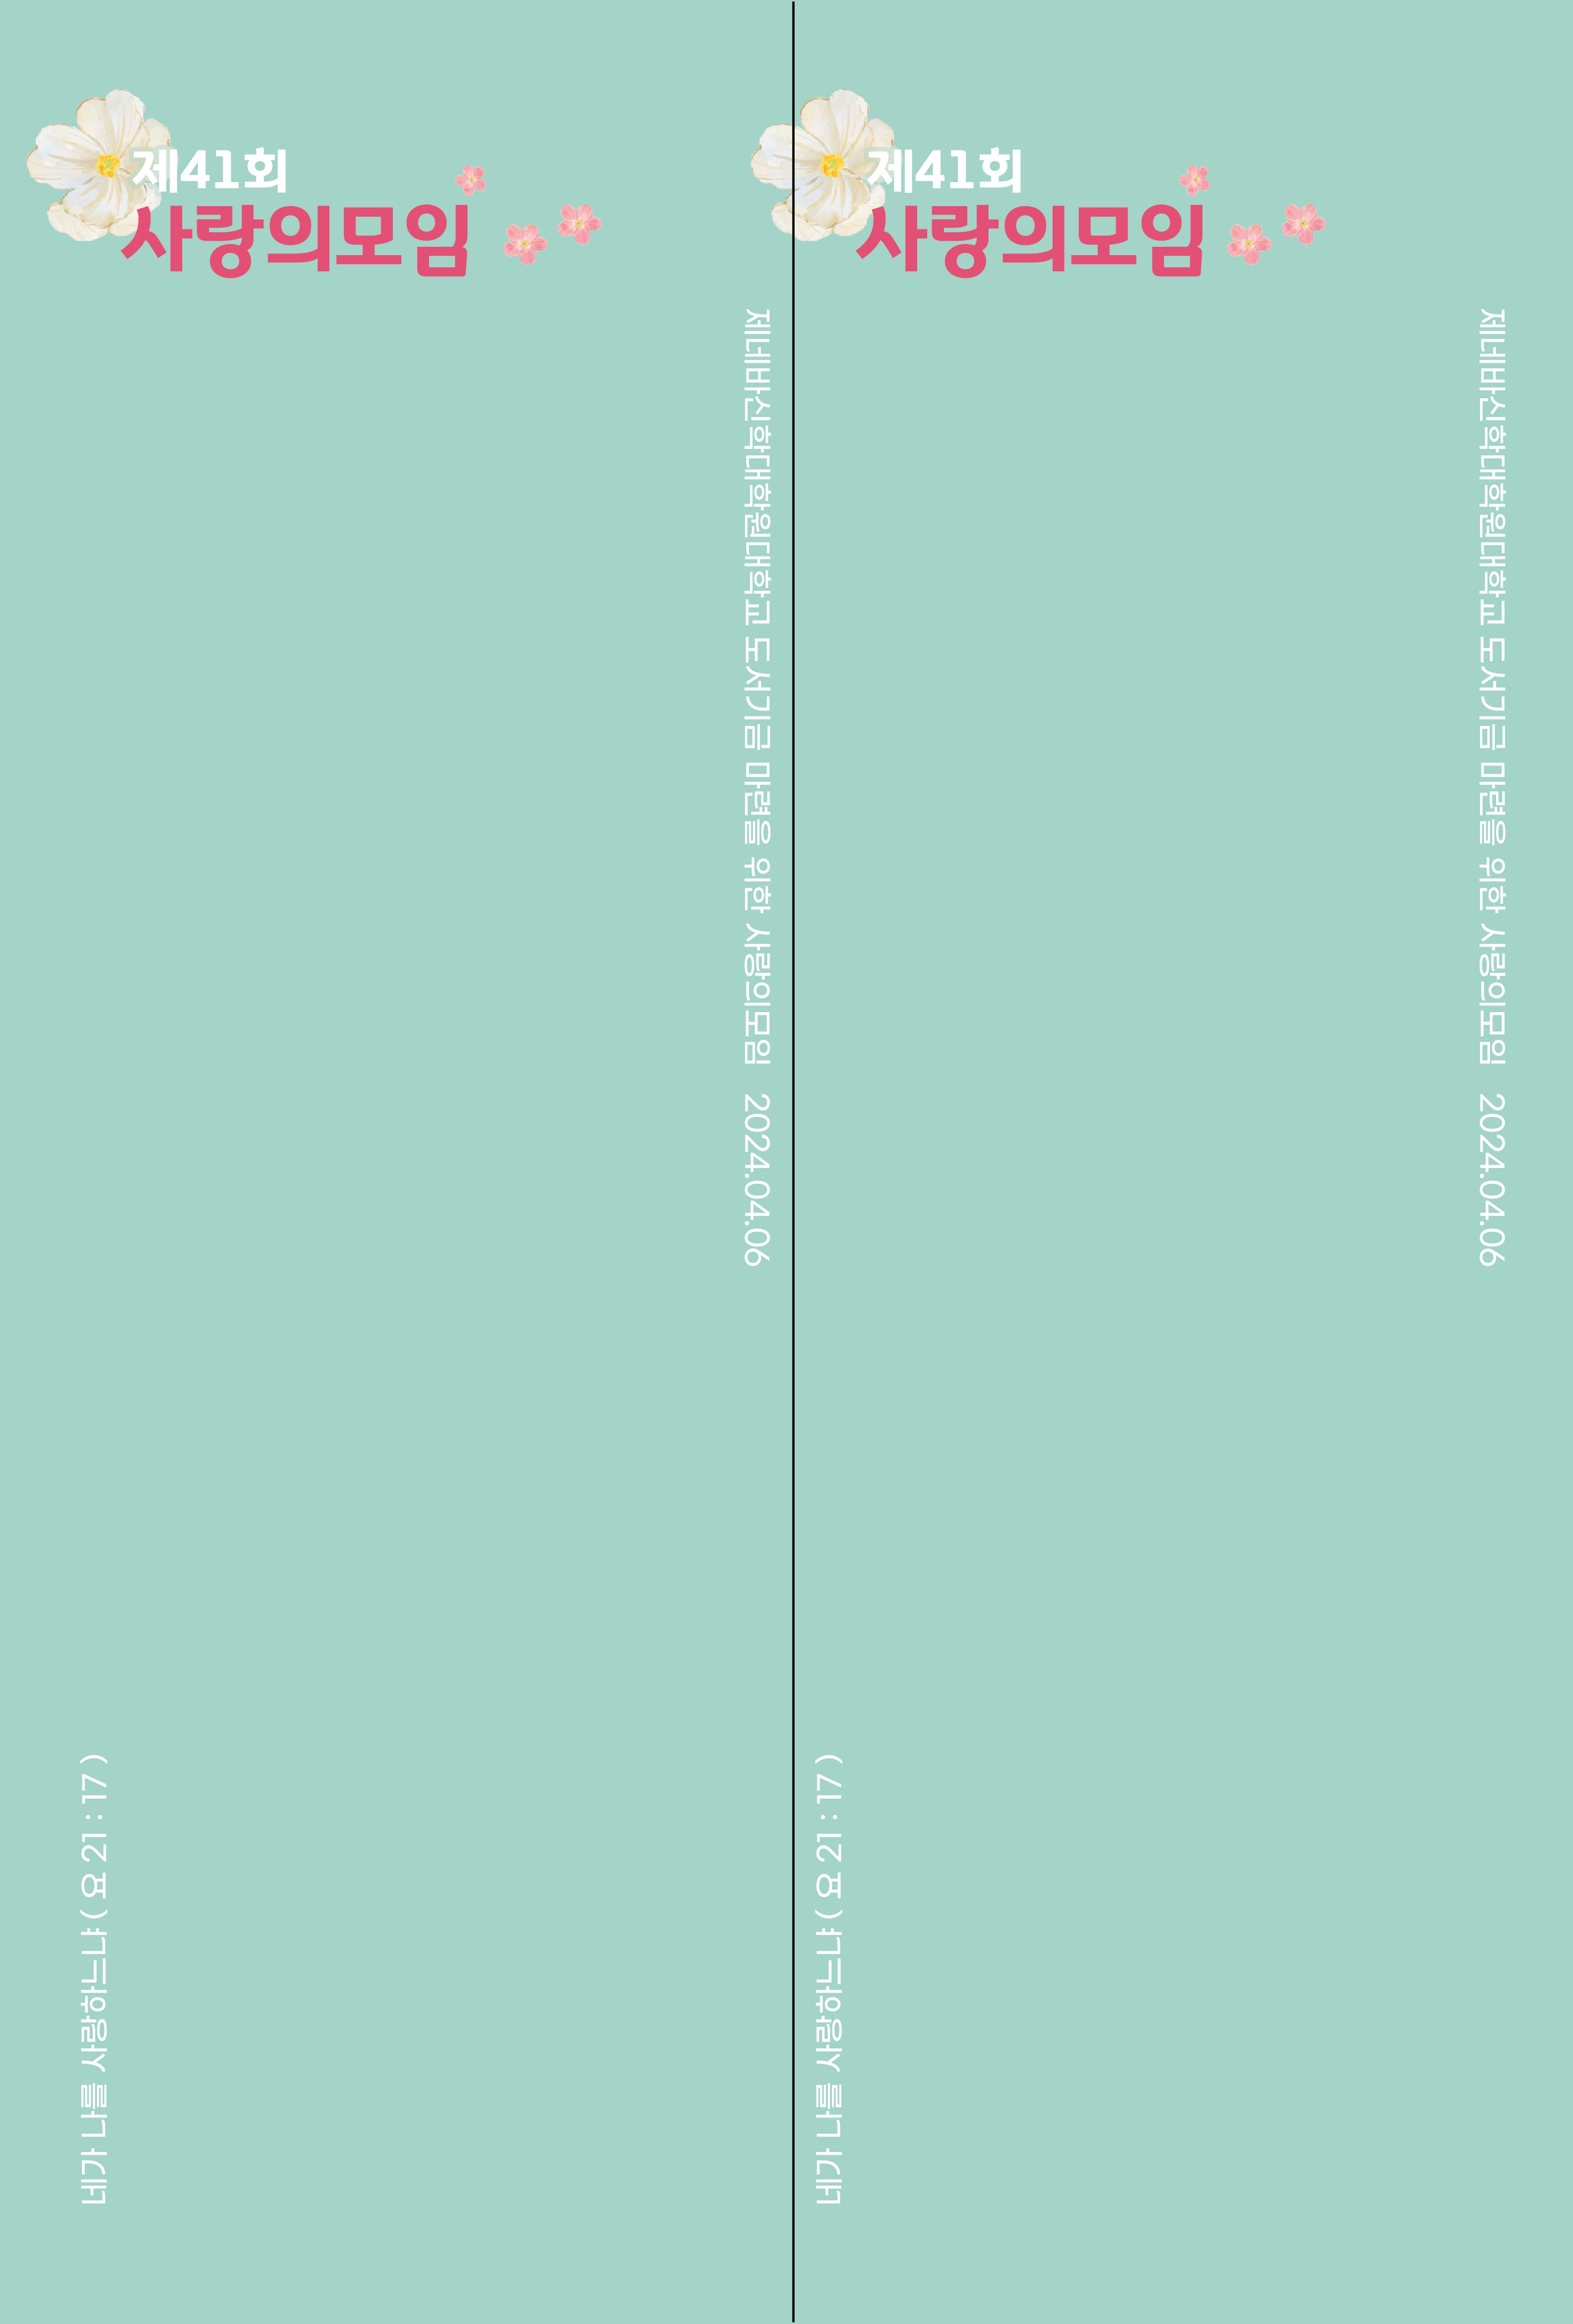 제41회
사랑의모임
제네바신학대학원대학교 도서기금 마련을 위한 사랑의모임 2024.04.06
네가 나를 사랑하느냐 ( 요 21 : 17 )
제41회
사랑의모임
제네바신학대학원대학교 도서기금 마련을 위한 사랑의모임 2024.04.06
네가 나를 사랑하느냐 ( 요 21 : 17 )